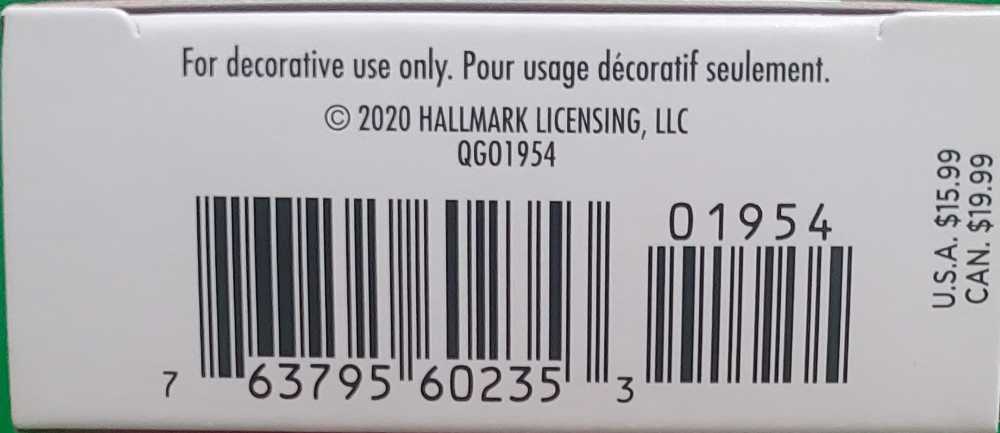 For decorative use only. Pour usage décoratif seulement.
© 2020 HALLMARK LICENSING, LLC
QGO1954
01954
7 63795 60235 3
U.S.A. $15.99
CAN. $19.99